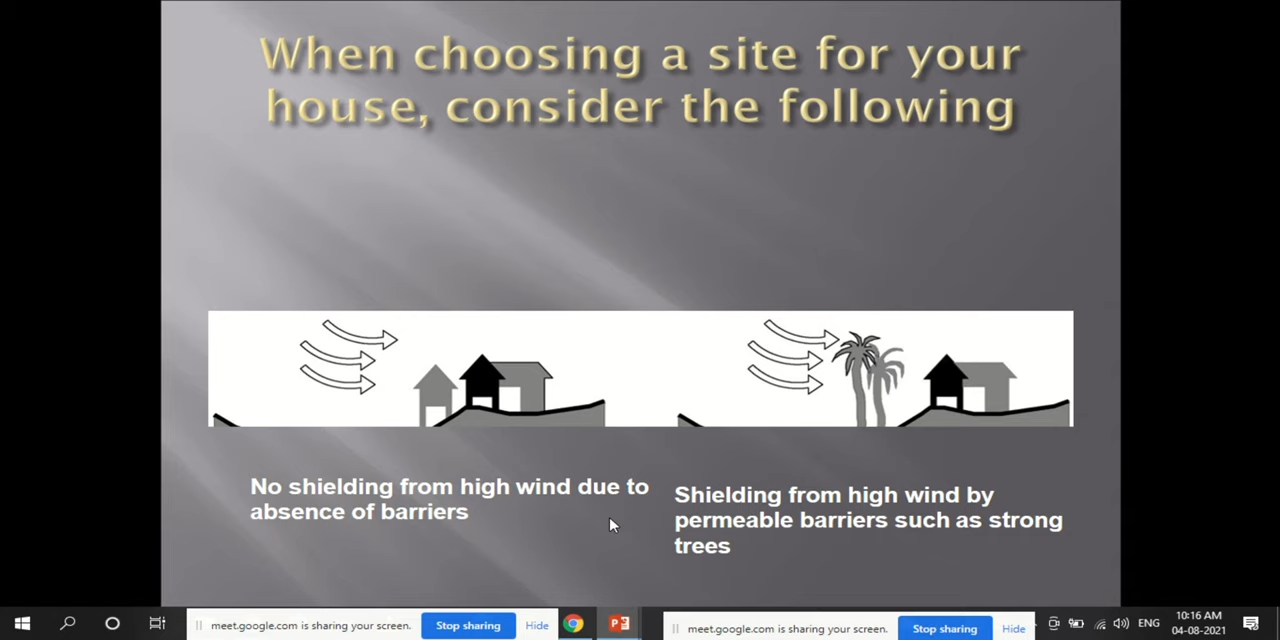 When choosing a site for your
house, consider the following
No shielding from high wind due to
absence of barriers
Shielding from high wind by
permeable barriers such as strong
trees
meet.google.com is sharing your screen.
Stop sharing
Hide
meet.google.com is sharing your screen.
Stop sharing
Hide
ENG
10:16 AM
04-08-2021